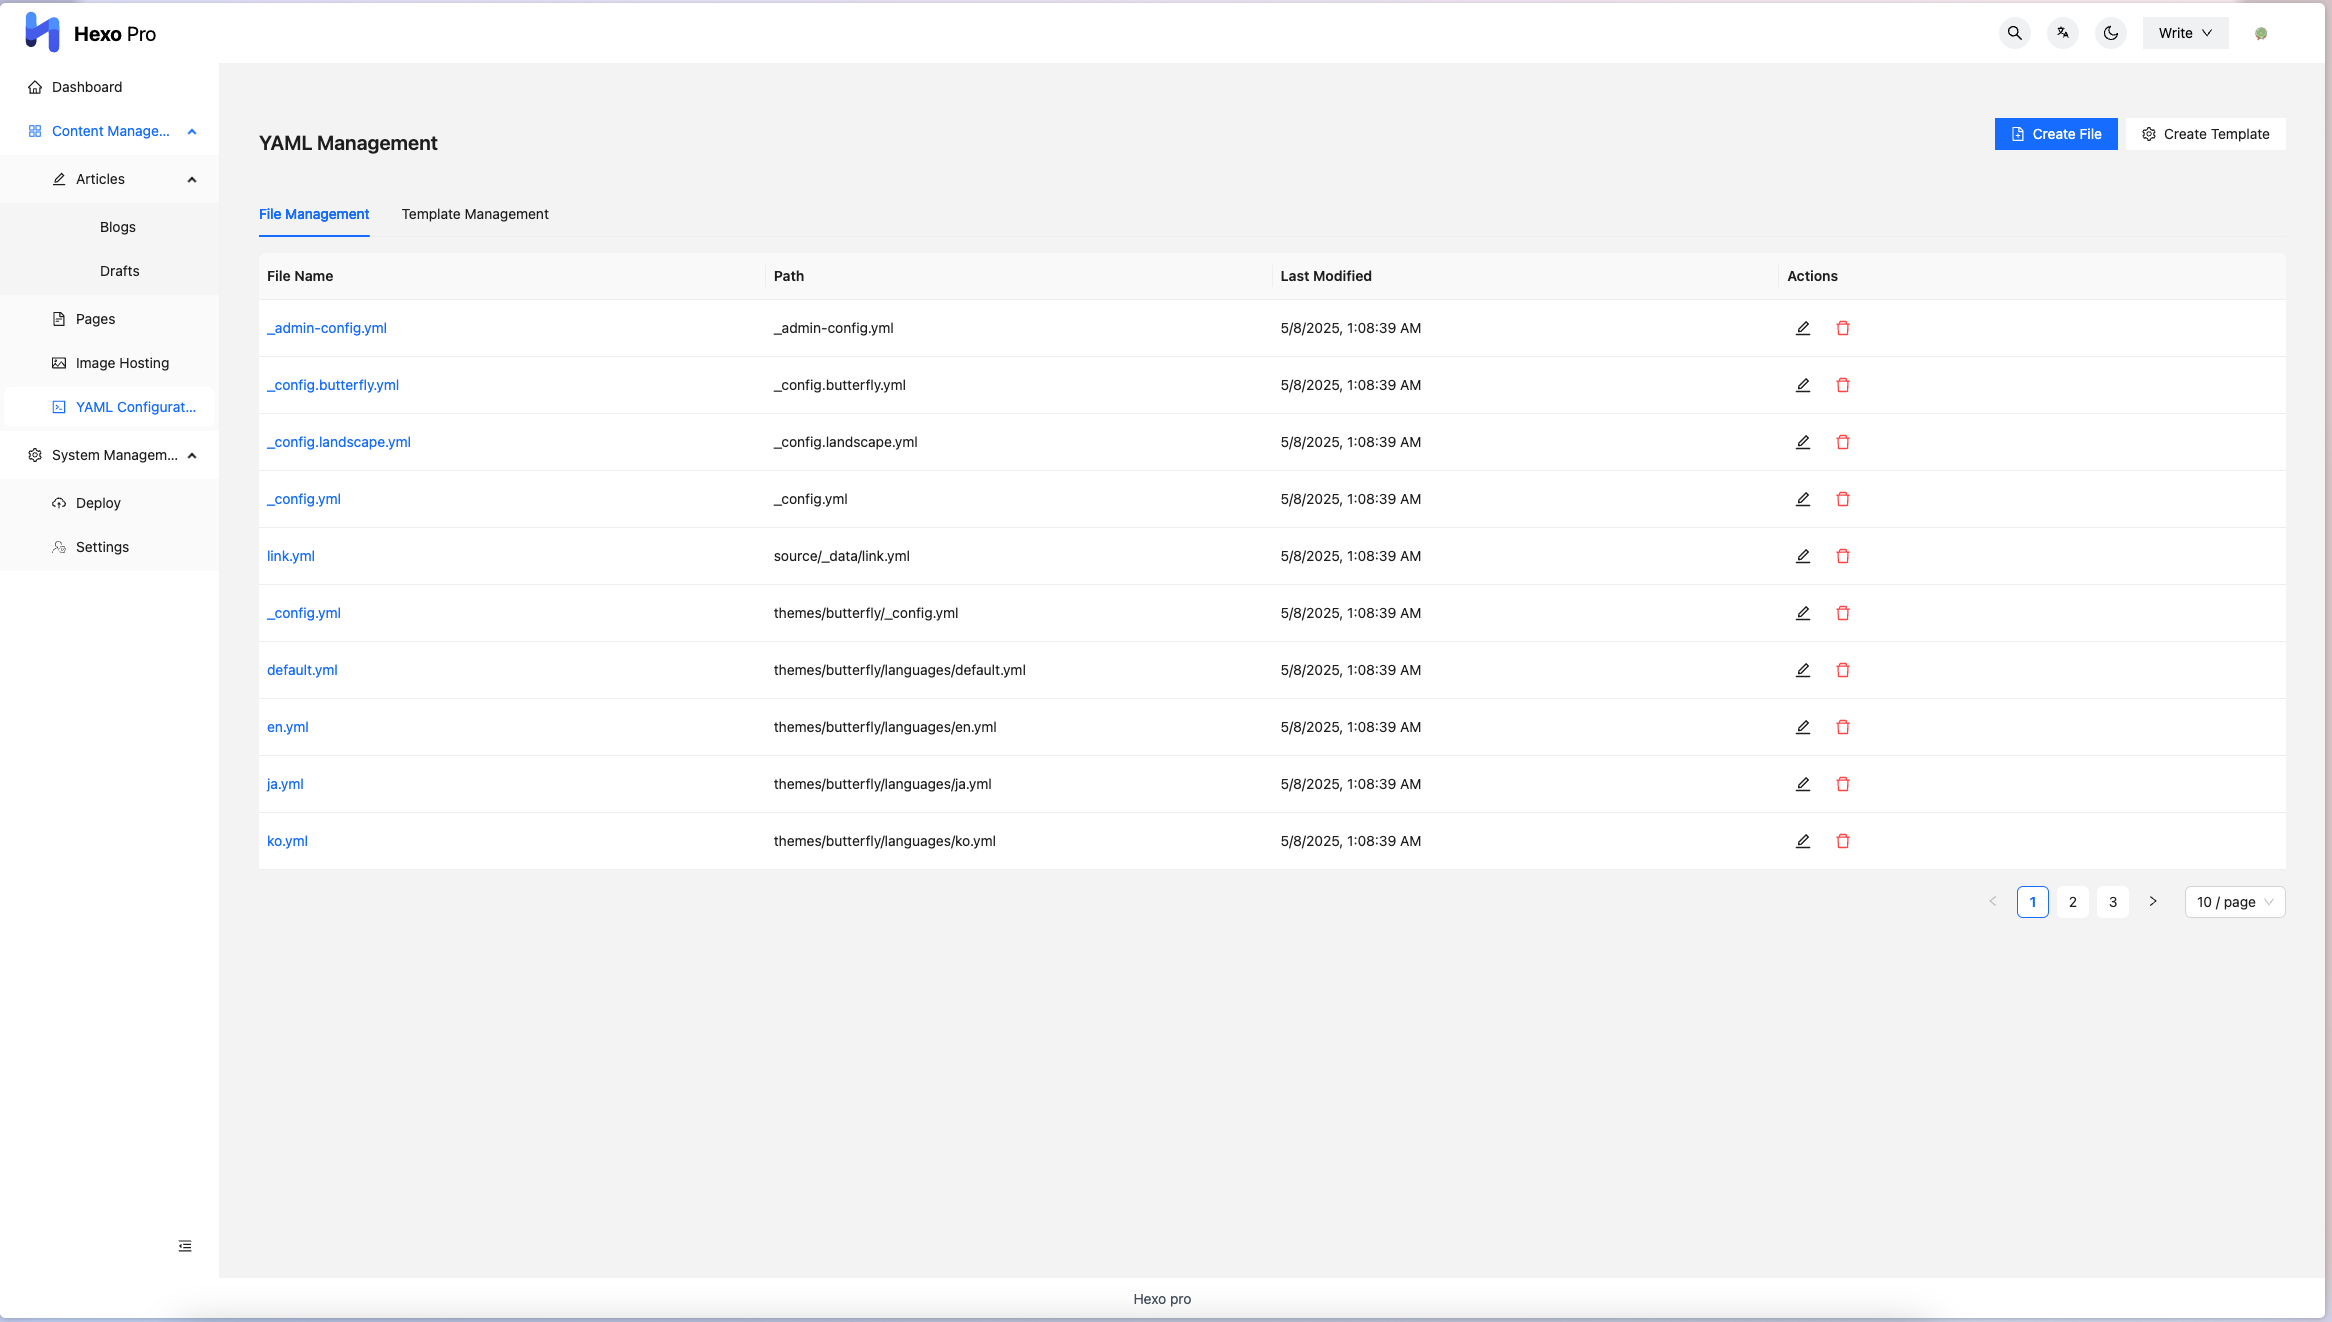 Hexo Pro
Write
Dashboard
Content Manage...
Articles
Blogs
Drafts
Pages
Image Hosting
YAML Configurat...
System Managem...
Deploy
Settings
YAML Management
Create File
Create Template
File Management Template Management
File Name Path Last Modified Actions
_admin-config.yml _admin-config.yml 5/8/2025, 1:08:39 AM
_config.butterfly.yml _config.butterfly.yml 5/8/2025, 1:08:39 AM
_config.landscape.yml _config.landscape.yml 5/8/2025, 1:08:39 AM
_config.yml _config.yml 5/8/2025, 1:08:39 AM
link.yml source/_data/link.yml 5/8/2025, 1:08:39 AM
_config.yml themes/butterfly/_config.yml 5/8/2025, 1:08:39 AM
default.yml themes/butterfly/languages/default.yml 5/8/2025, 1:08:39 AM
en.yml themes/butterfly/languages/en.yml 5/8/2025, 1:08:39 AM
ja.yml themes/butterfly/languages/ja.yml 5/8/2025, 1:08:39 AM
ko.yml themes/butterfly/languages/ko.yml 5/8/2025, 1:08:39 AM
1 2 3 10 / page
Hexo pro